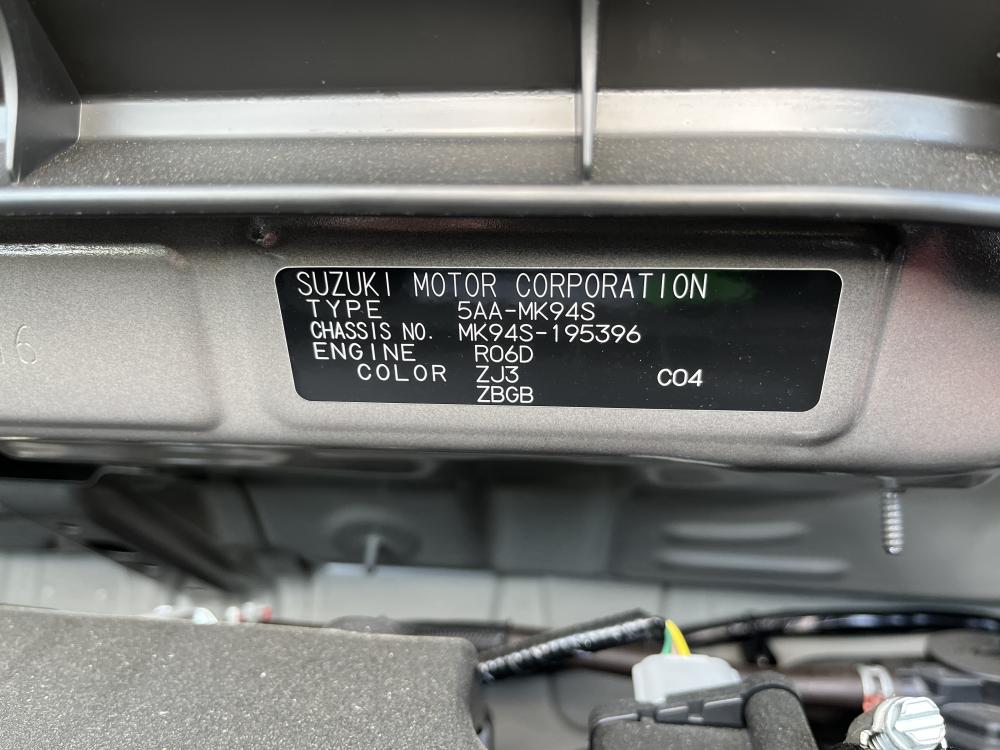 SUZUKI MOTOR CORPORATION
TYPE 5AA-MK94S
CHASSIS NO. MK94S-195396
ENGINE R06D
COLOR ZJ3 C04
ZBGB